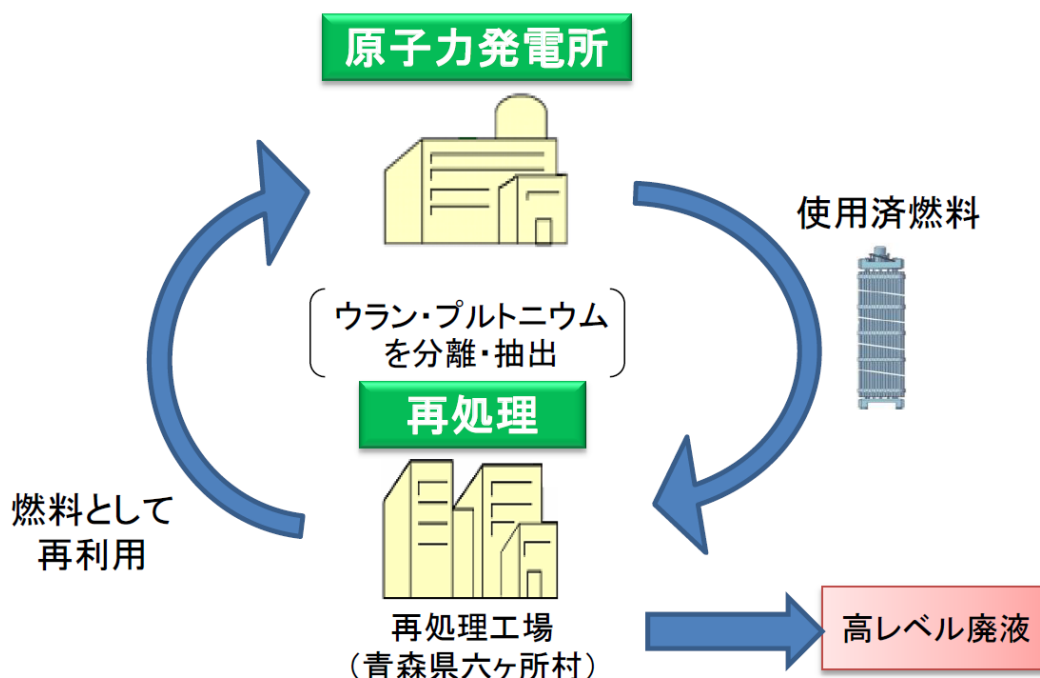 原子力発電所
使用済燃料
ウラン・プルトニウム
を分離・抽出
再処理
燃料として
再利用
再処理工場
（青森県六ヶ所村）
高レベル廃液